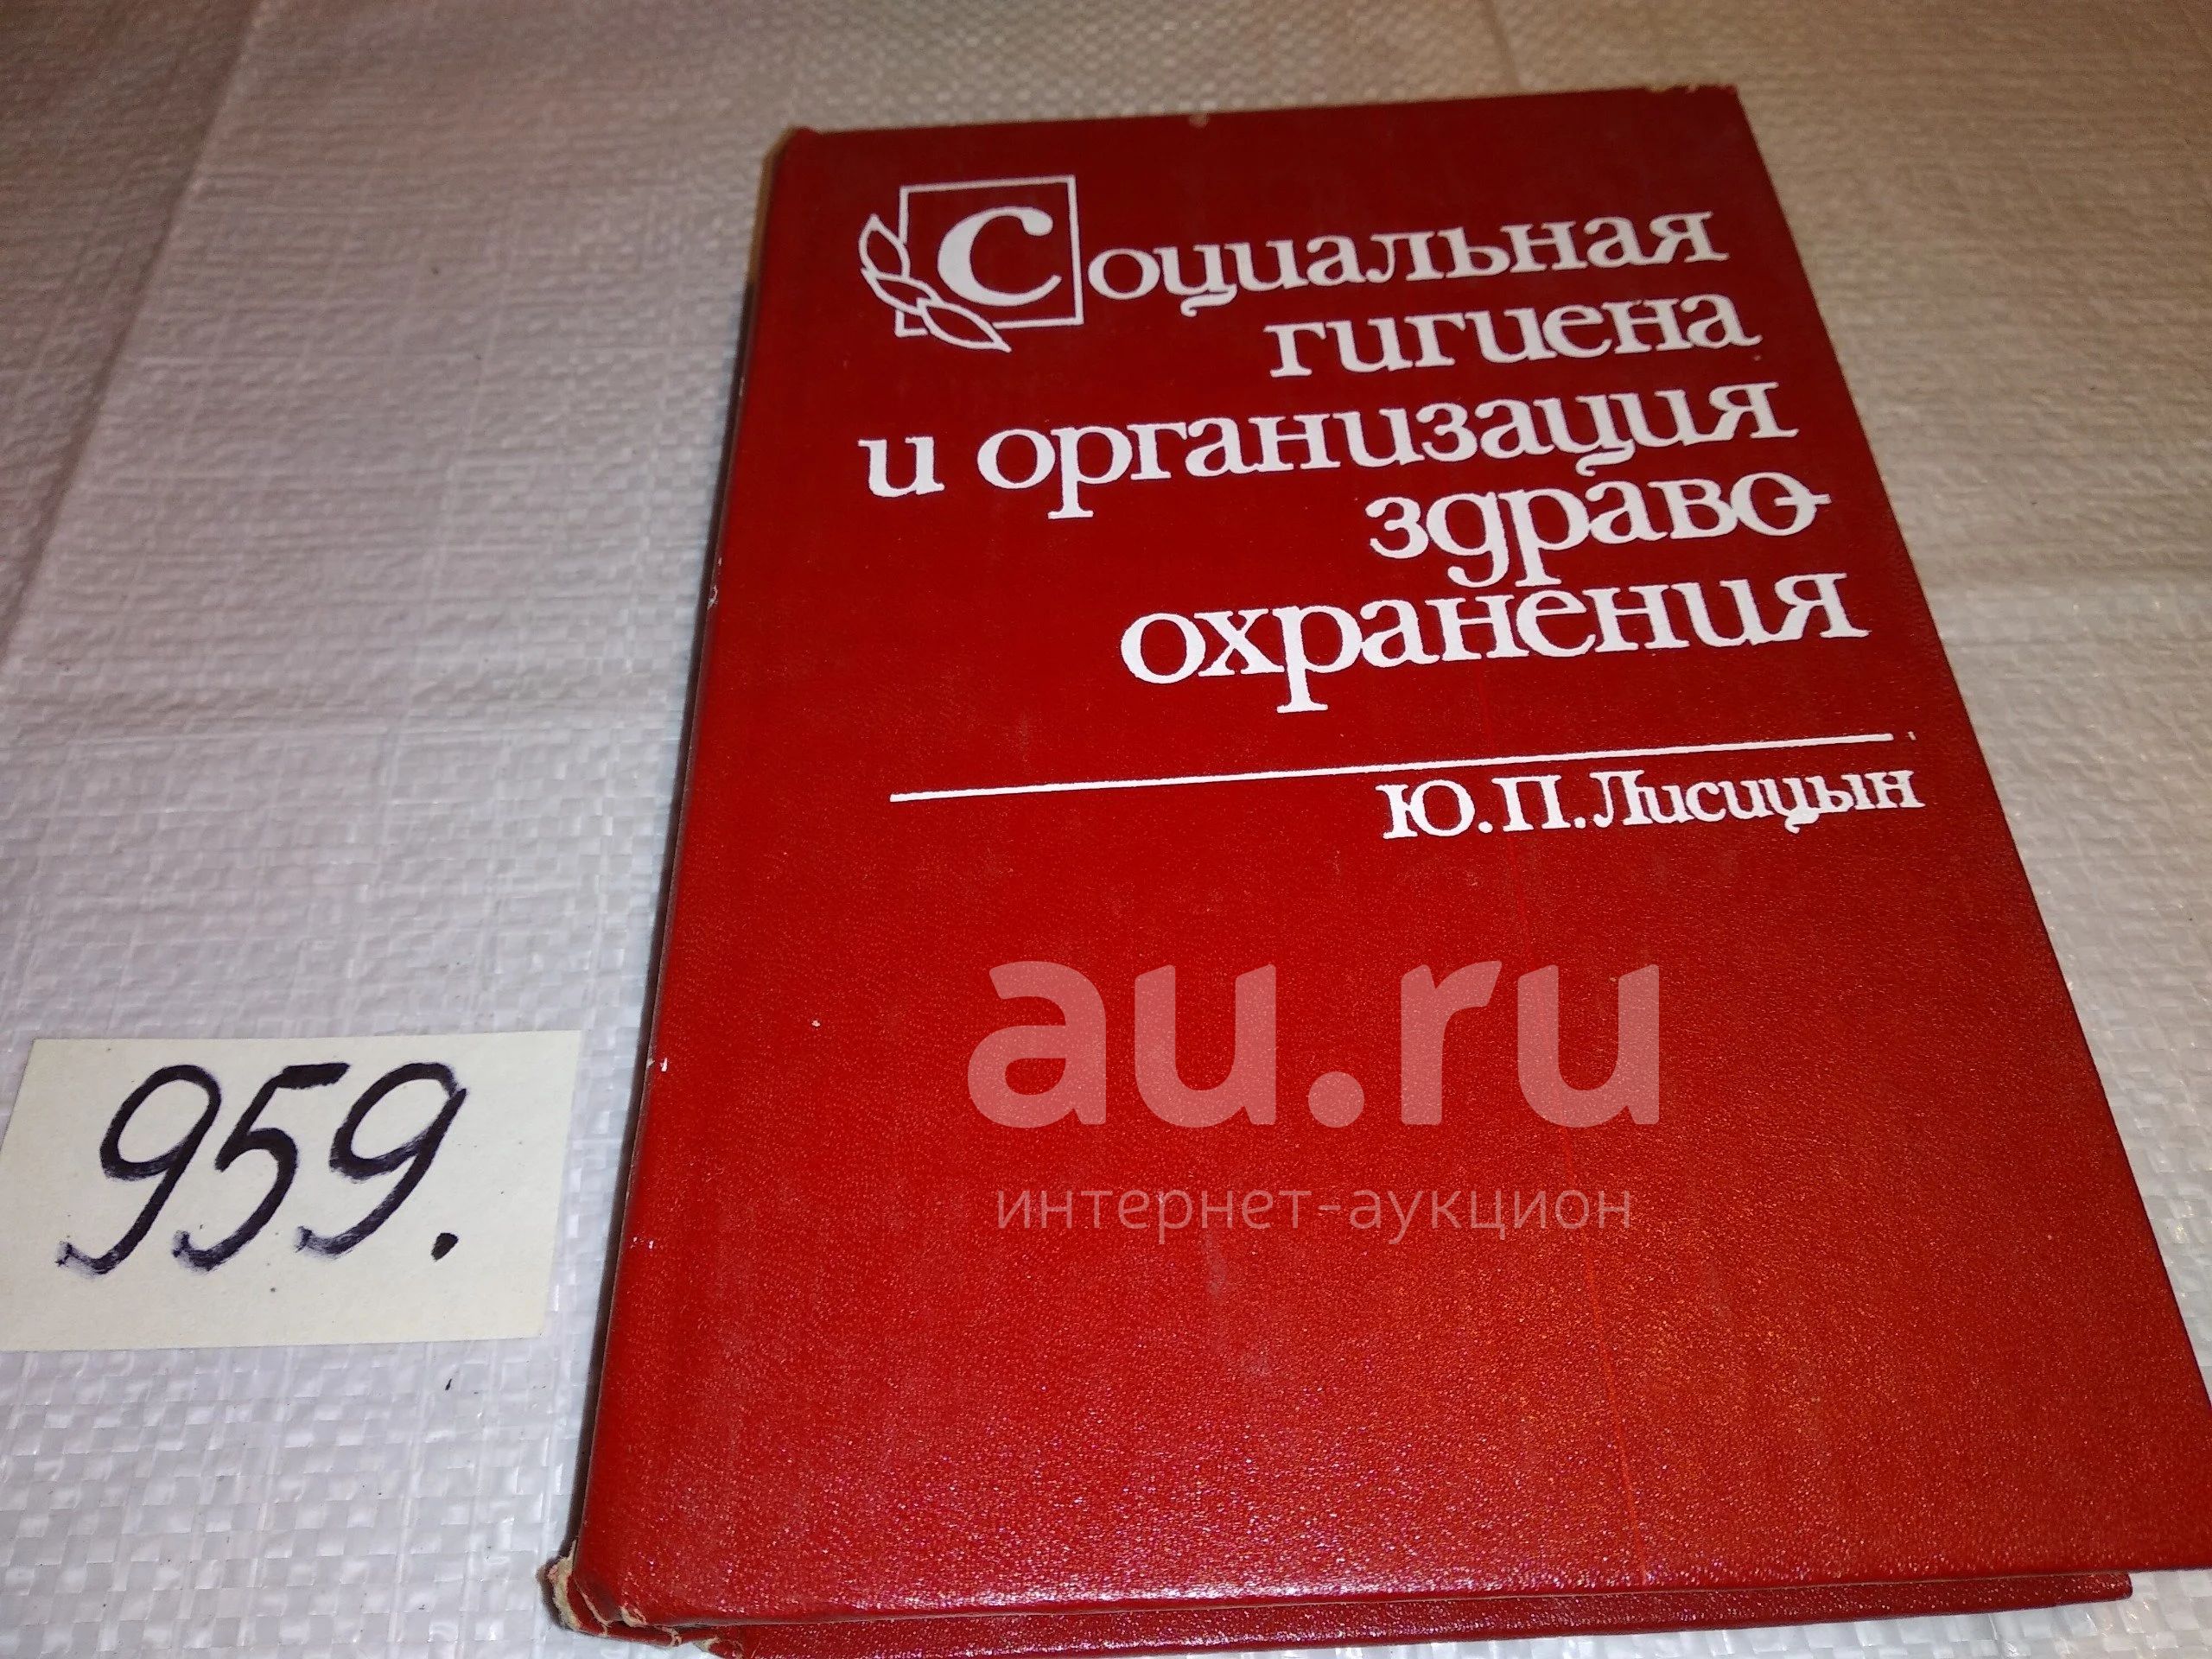 Социальная
гигиена
и организация
здраво-
охранения
Ю.П.Лисицын
au.ru
интернет-аукцион
959.